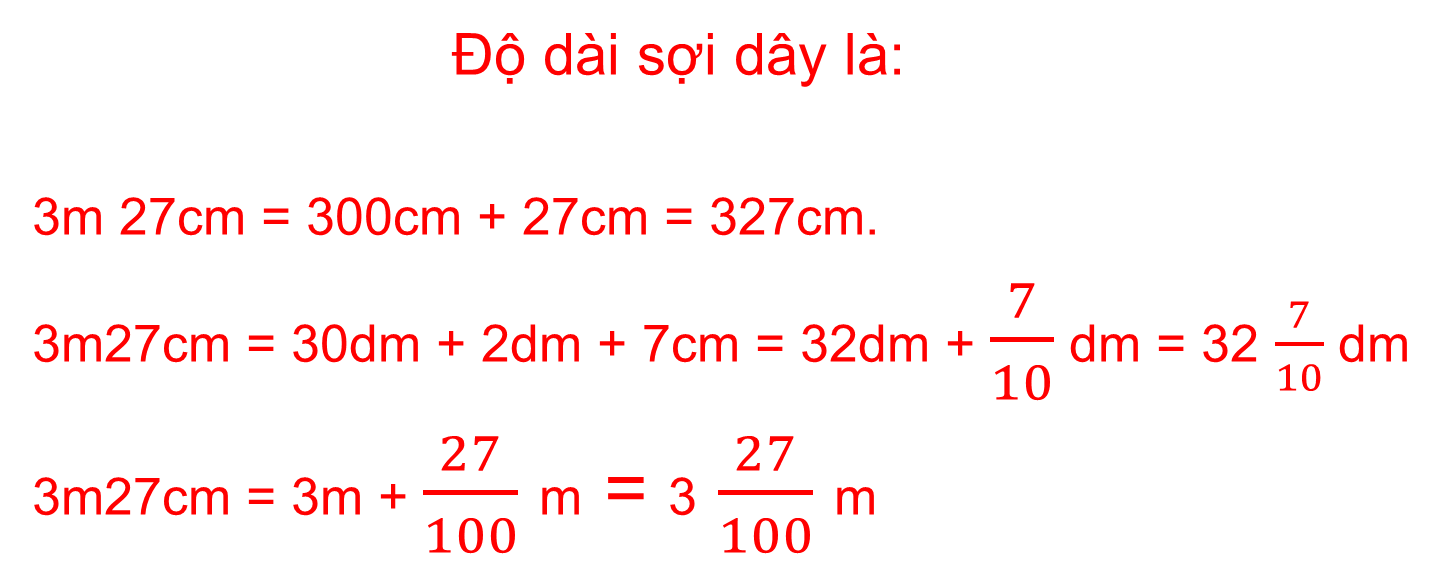 Độ dài sợi dây là:
3m 27cm = 300cm + 27cm = 327cm.
3m27cm = 30dm + 2dm + 7cm = 32dm + 7/10 dm = 32 7/10 dm
3m27cm = 3m + 27/100 m = 3 27/100 m